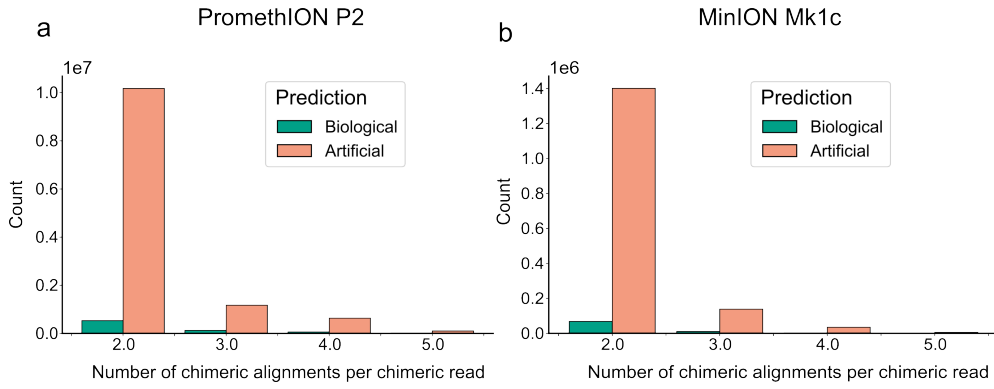 a
PromethION P2
1e7
Prediction
Biological
Artificial
Count
1.0
0.8
0.6
0.4
0.2
0.0
2.0 3.0 4.0 5.0
Number of chimeric alignments per chimeric read
b
MinION Mk1c
1e6
Prediction
Biological
Artificial
Count
1.4
1.2
1.0
0.8
0.6
0.4
0.2
0.0
2.0 3.0 4.0 5.0
Number of chimeric alignments per chimeric read